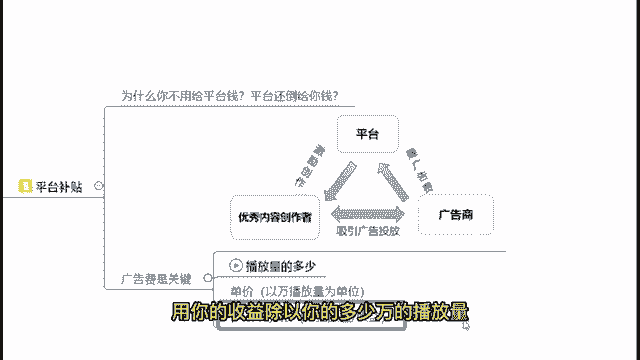 为什么你不用给平台钱？平台还倒给你钱？
平台
平台补贴
优秀内容创作者
广告商
吸引广告投放
播放量的多少
广告费是关键
单价（以万播放量为单位）
用你的收益除以你的多少万的播放量